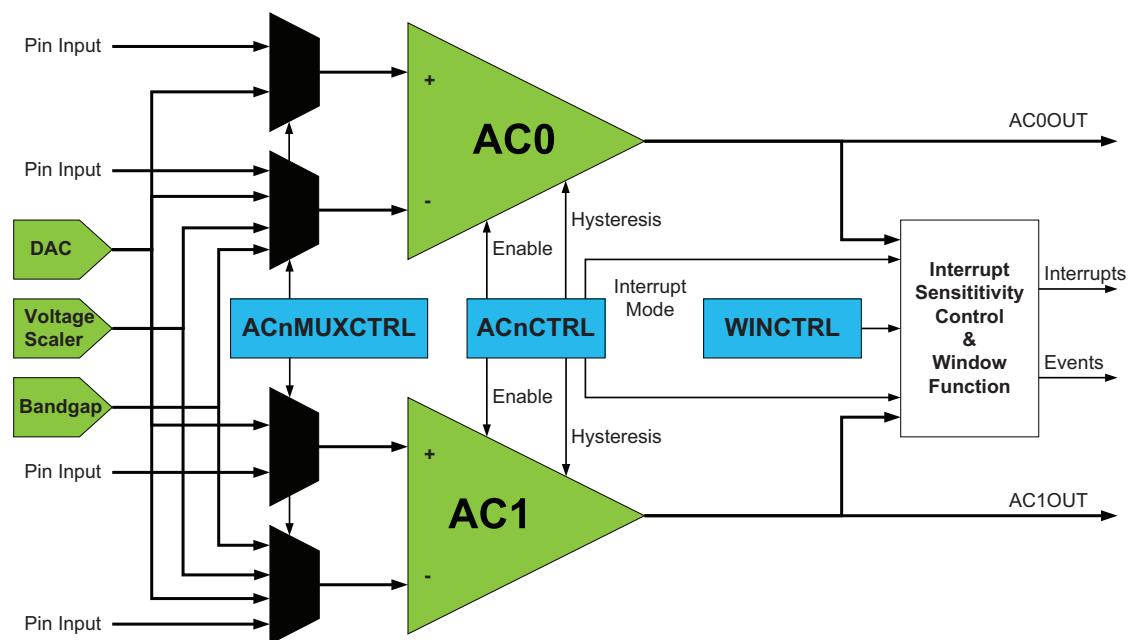 Pin Input
+
AC0
-
AC0OUT
Pin Input
Hysteresis
Enable
DAC
Interrupt
Sensititivity
Control
&
Window
Function
Interrupts
Events
Voltage
Scaler
ACnMUXCTRL
ACnCTRL
Interrupt
Mode
WINCTRL
Bandgap
Enable
Hysteresis
+
Pin Input
AC1
-
AC1OUT
Pin Input